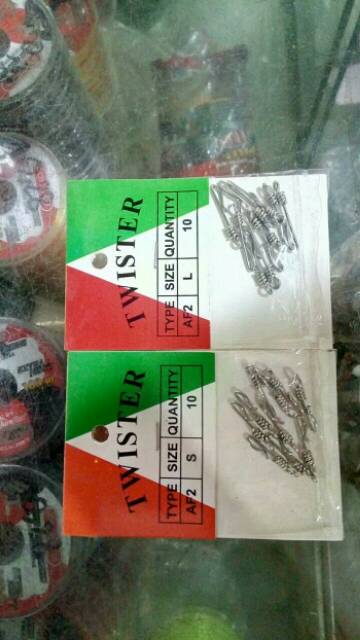 TWISTER
TYPE SIZE QUANTITY
AF2 L 10
TWISTER
TYPE SIZE QUANTITY
AF2 S 10